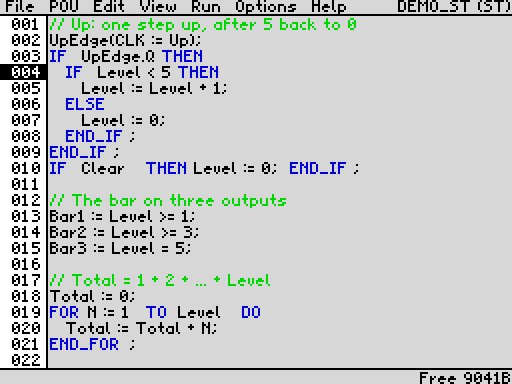 File POU Edit View Run Options Help DEMO_ST (ST)
001 // Up: one step up, after 5 back to 0
002 UpEdge(CLK := Up);
003 IF UpEdge.Q THEN
004   IF Level < 5 THEN
005     Level := Level + 1;
006   ELSE
007     Level := 0;
008   END_IF ;
009 END_IF ;
010 IF Clear THEN Level := 0; END_IF ;
011
012 // The bar on three outputs
013 Bar1 := Level >= 1;
014 Bar2 := Level >= 3;
015 Bar3 := Level = 5;
016
017 // Total = 1 + 2 + ... + Level
018 Total := 0;
019 FOR N := 1 TO Level DO
020   Total := Total + N;
021 END_FOR ;
022
Free 9041B